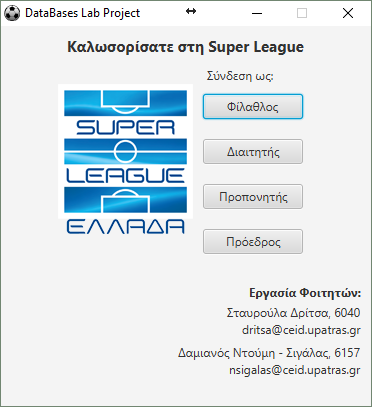 DataBases Lab Project
Καλωσορίσατε στη Super League
Σύνδεση ως:
SUPER
LEAGUE
ΕΛΛΑΔΑ
Φίλαθλος
Διαιτητής
Προπονητής
Πρόεδρος
Εργασία Φοιτητών:
Σταυρούλα Δρίτσα, 6040
dritsa@ceid.upatras.gr
Δαμιανός Ντούμη - Σιγάλας, 6157
nsigalas@ceid.upatras.gr